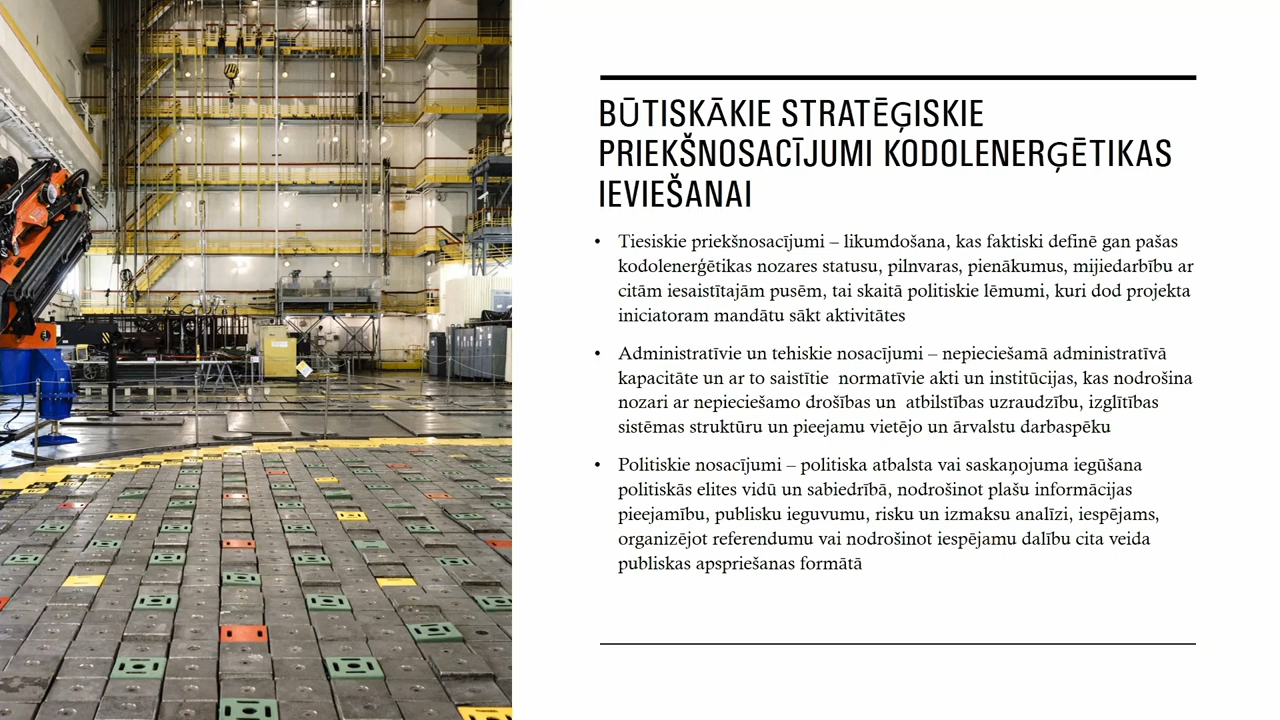 BŪTISKĀKIE STRATĒĢISKIE
PRIEKŠNOSACĪJUMI KODOLENERĢĒTIKAS
IEVIEŠANAI
• Tiesiskie priekšnosacījumi – likumdošana, kas faktiski definē gan pašas
kodolenerģētikas nozares statusu, pilnvaras, pienākumus, mijiedarbību ar
citām iesaistītajām pusēm, tai skaitā politiskie lēmumi, kuri dod projekta
iniciatoram mandātu sākt aktivitātes
• Administratīvie un tehiskie nosacījumi – nepieciešamā administratīvā
kapacitāte un ar to saistītie  normatīvie akti un institūcijas, kas nodrošina
nozari ar nepieciešamo drošības un  atbilstības uzraudzību, izglītības
sistēmas struktūru un pieejamu vietējo un ārvalstu darbaspēku
• Politiskie nosacījumi – politiska atbalsta vai saskaņojuma iegūšana
politiskās elites vidū un sabiedrībā, nodrošinot plašu informācijas
pieejamību, publisku ieguvumu, risku un izmaksu analīzi, iespējams,
organizējot referendumu vai nodrošinot iespējamu dalību cita veida
publiskas apspriešanas formātā